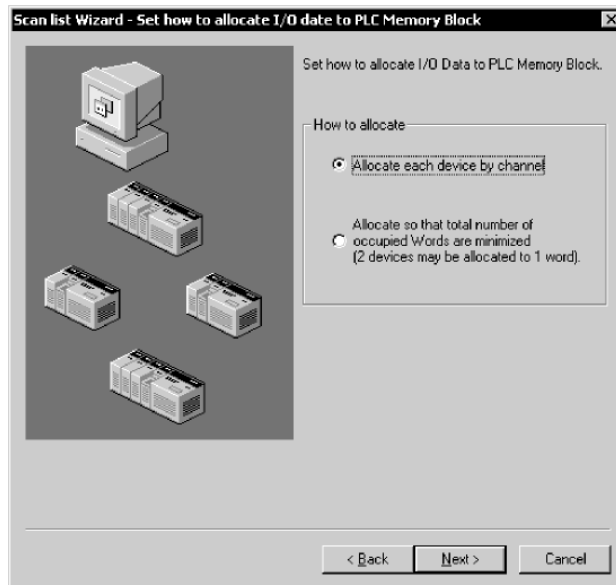 Scan list Wizard - Set how to allocate I/O date to PLC Memory Block
Set how to allocate I/O Data to PLC Memory Block.
How to allocate
Allocate each device by channel
Allocate so that total number of
occupied Words are minimized
(2 devices may be allocated to 1 word).
< Back
Next >
Cancel